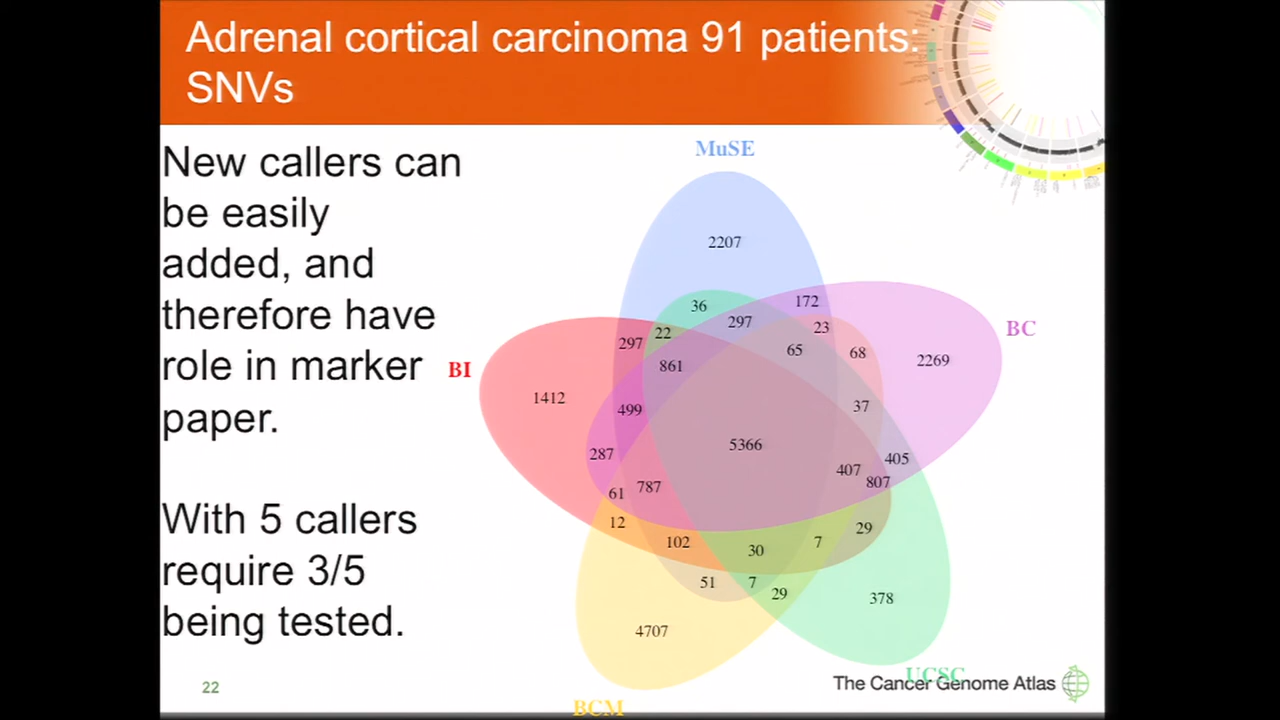 Adrenal cortical carcinoma 91 patients:
SNVs
New callers can
be easily
added, and
therefore have
role in marker
paper.
With 5 callers
require 3/5
being tested.
MuSE
2207
36
172
297
23
22
297
65
68
BC
2269
861
BI
1412
499
37
5366
287
405
407
807
61
787
12
29
102
30
7
51
7
29
378
4707
UCSC
The Cancer Genome Atlas
22
BCM